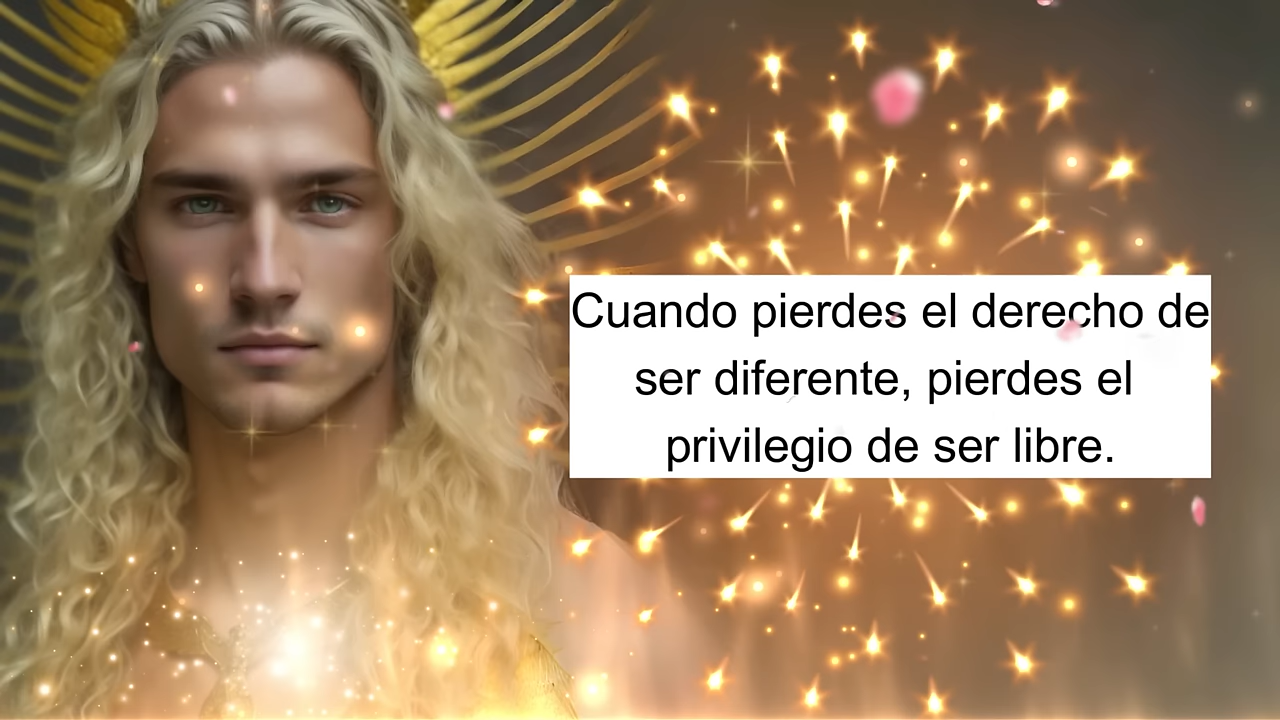 Cuando pierdes el derecho de
ser diferente, pierdes el
privilegio de ser libre.